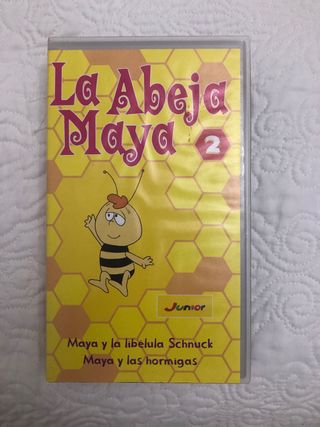 La Abeja
Maya 2
Junior
Maya y la libélula Schnuck
Maya y las hormigas